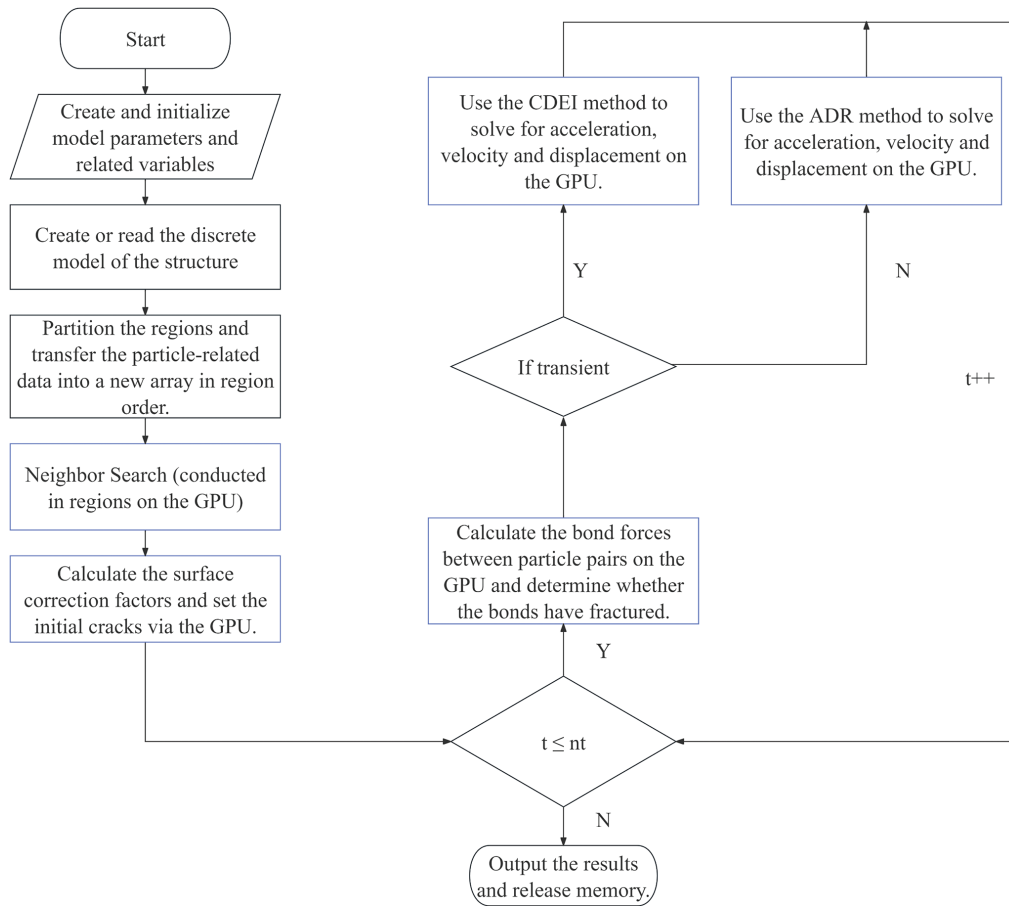 Start
Create and initialize
model parameters and
related variables
Create or read the discrete
model of the structure
Partition the regions and
transfer the particle-related
data into a new array in region
order.
Neighbor Search (conducted
in regions on the GPU)
Calculate the surface
correction factors and set the
initial cracks via the GPU.
t ≤ nt
Y
Calculate the bond forces
between particle pairs on the
GPU and determine whether
the bonds have fractured.
If transient
Y
Use the CDEI method to
solve for acceleration,
velocity and displacement on
the GPU.
N
Use the ADR method to solve
for acceleration, velocity and
displacement on the GPU.
t++
N
Output the results
and release memory.